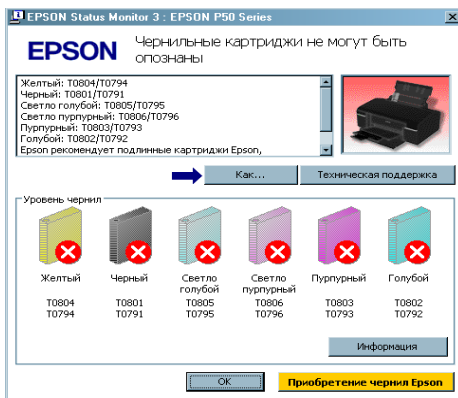 EPSON Status Monitor 3 : EPSON P50 Series
EPSON
Чернильные картриджи не могут быть
опознаны
Желтый: T0804/T0794
Черный: T0801/T0791
Светло голубой: T0805/T0795
Светло пурпурный: T0806/T0796
Пурпурный: T0803/T0793
Голубой: T0802/T0792
Epson рекомендует подлинные картриджи Epson,
Как...
Техническая поддержка
Уровень чернил
Желтый
Черный
Светло
голубой
Светло
пурпурный
Пурпурный
Голубой
T0804
T0801
T0805
T0806
T0803
T0802
T0794
T0791
T0795
T0796
T0793
T0792
Информация
OK
Приобретение чернил Epson